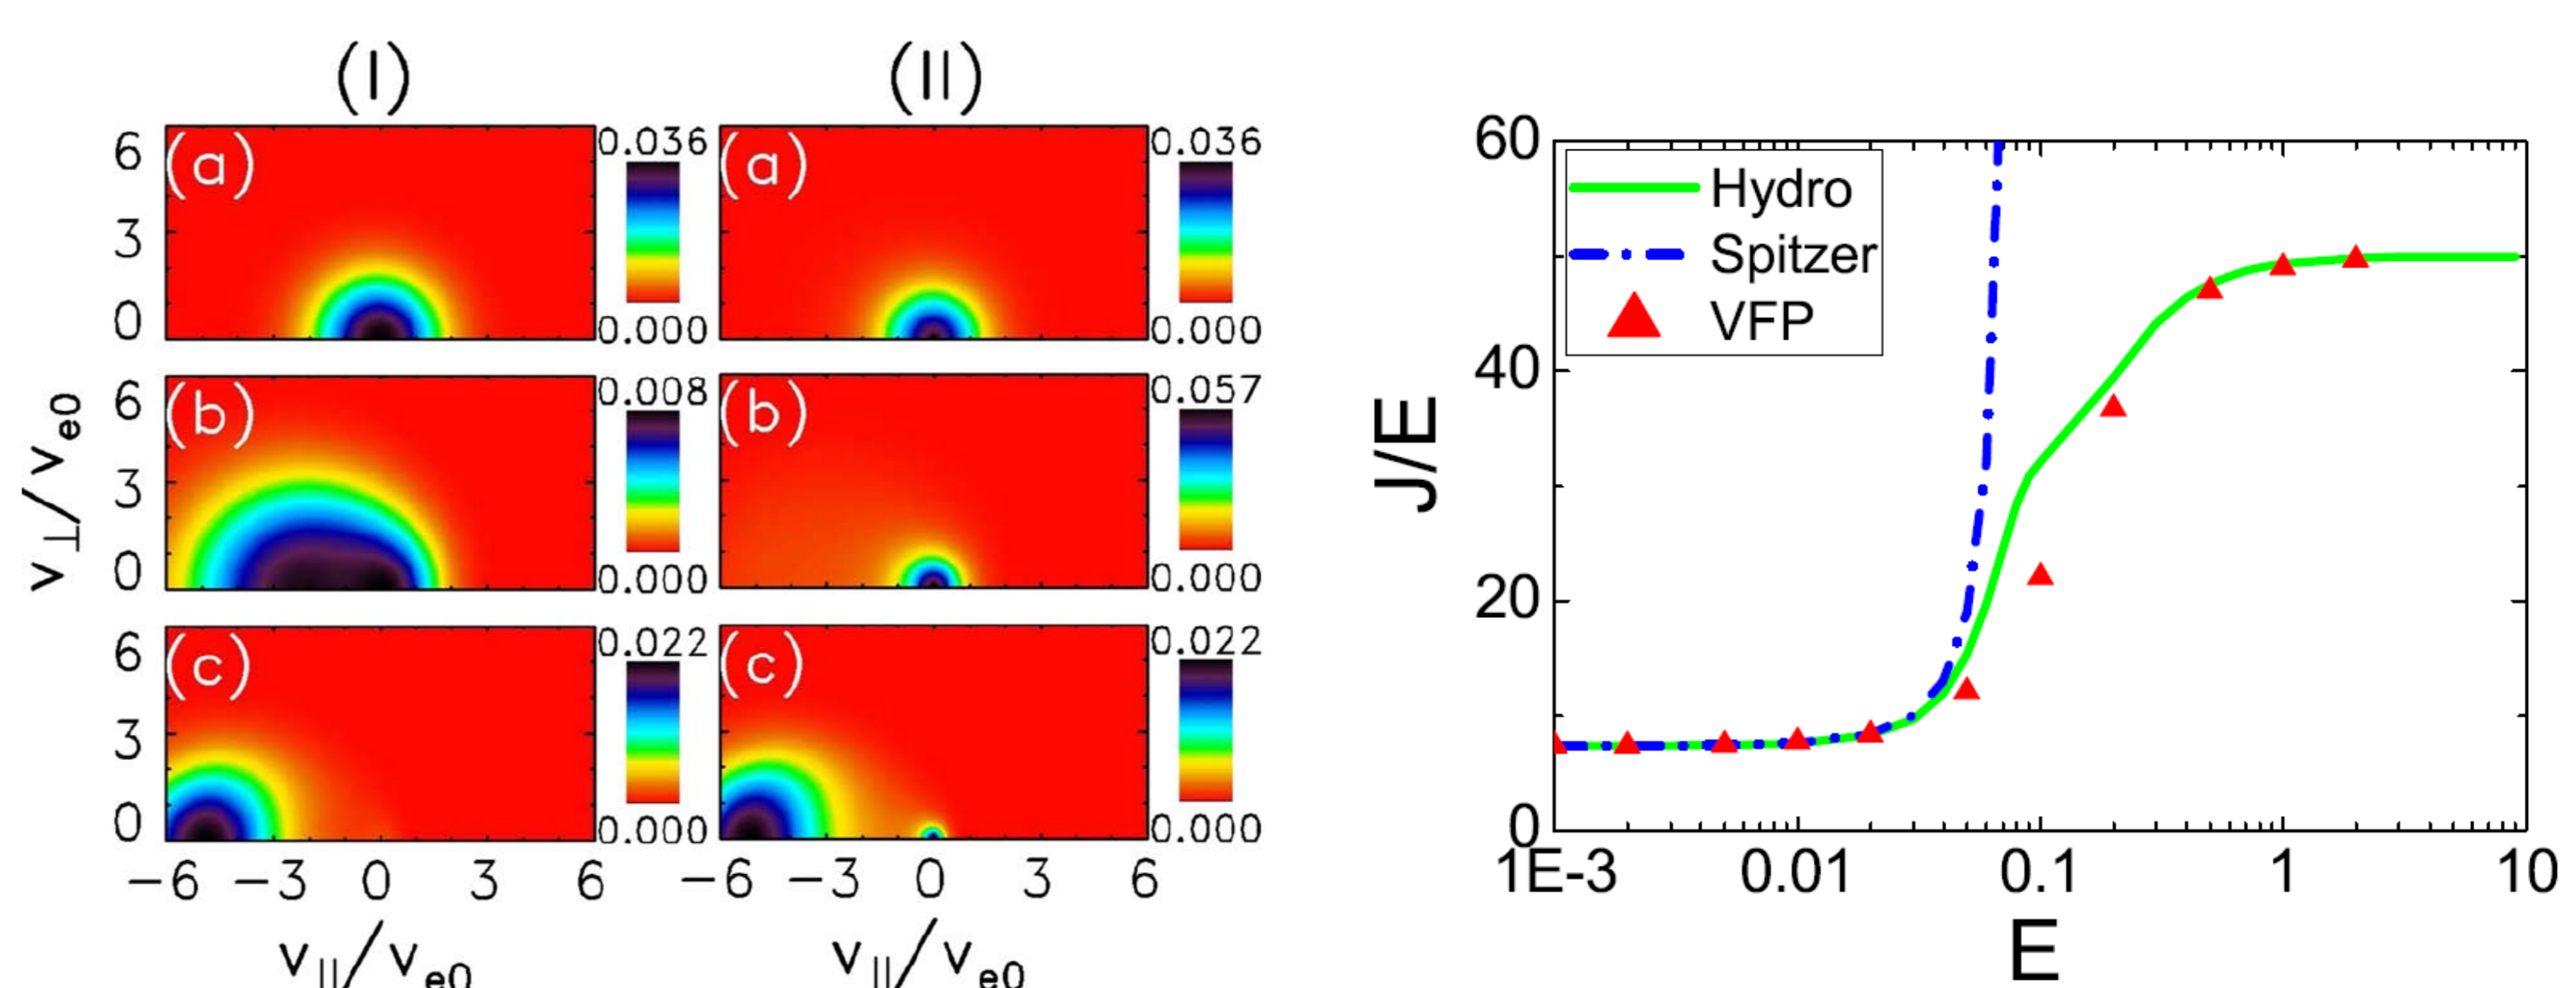 (I) (II)
(a) 0.036 (a) 0.036
6
3
0
0.000 0.000
(b) 0.008 (b) 0.057
6
3
0
0.000 0.000
(c) 0.022 (c) 0.022
6
3
0
0.000 0.000
v⊥/ve0
−6 −3 0 3 6 −6 −3 0 3 6
v||/ve0 v||/ve0
60
40
20
0
J/E
Hydro
Spitzer
VFP
1E-3 0.01 0.1 1 10
E